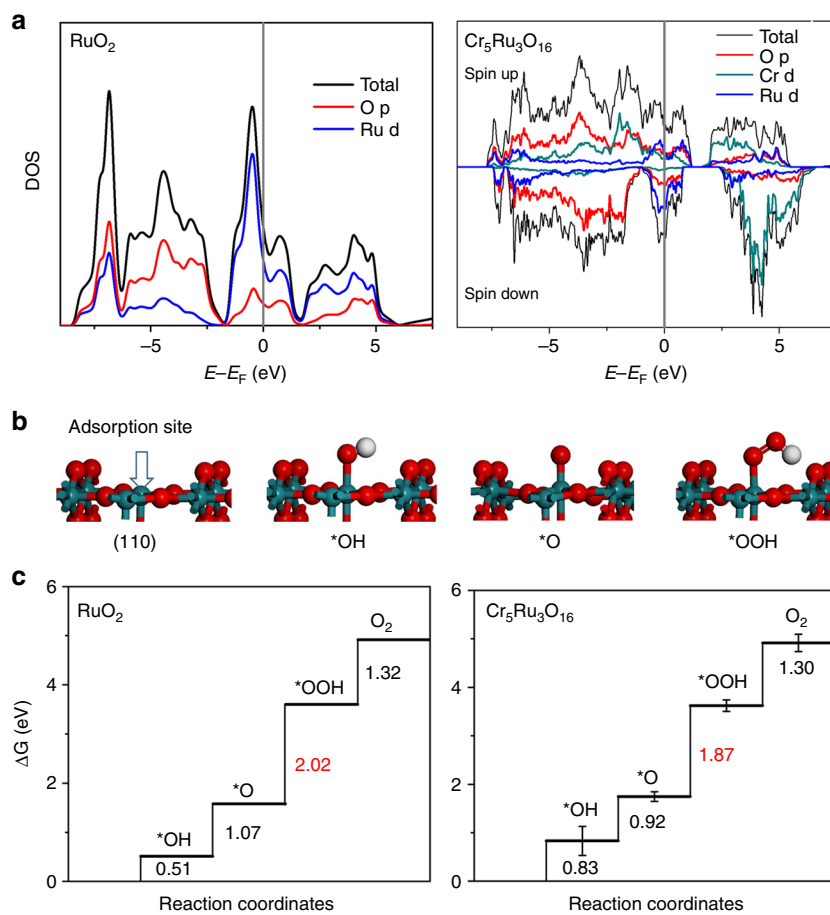 a
RuO2
Total
O p
Ru d
DOS
−5
0
5
E–EF (eV)
Cr5Ru3O16
Spin up
Total
O p
Cr d
Ru d
Spin down
−5
0
5
E–EF (eV)
b
Adsorption site
(110)
*OH
*O
*OOH
c
RuO2
6
4
2
0
ΔG (eV)
*OH
0.51
*O
1.07
*OOH
2.02
O2
1.32
Reaction coordinates
Cr5Ru3O16
6
4
2
0
*OH
0.83
*O
0.92
*OOH
1.87
O2
1.30
Reaction coordinates